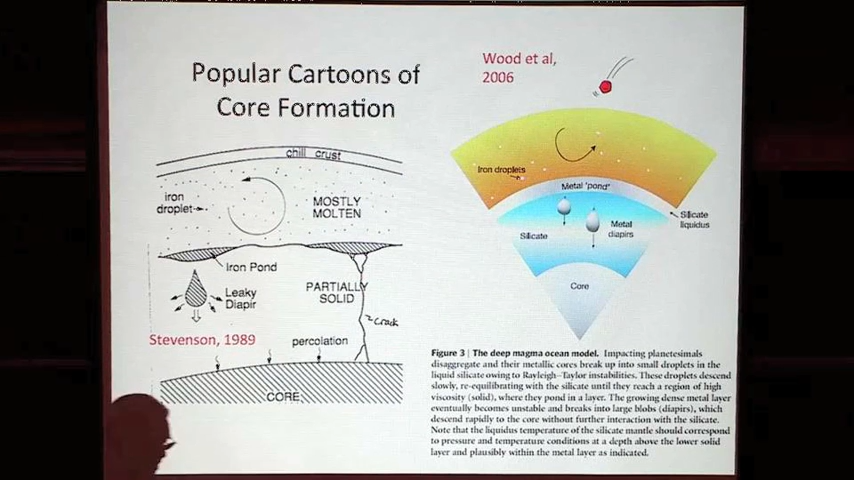 Popular Cartoons of
Core Formation
Wood et al,
2006
chill crust
iron
droplet
MOSTLY
MOLTEN
Iron Pond
Leaky
Diapir
PARTIALLY
SOLID
crack
Stevenson, 1989
percolation
CORE
Iron droplets
Metal 'pond'
Silicate
liquidus
Silicate
Metal
diapirs
Core
Figure 3 | The deep magma ocean model. Impacting planetesimals
disaggregate and their metallic cores break up into small droplets in the
liquid silicate owing to Rayleigh–Taylor instabilities. These droplets descend
slowly, re-equilibrating with the silicate until they reach a region of high
viscosity (solid), where they pond in a layer. The growing dense metal layer
eventually becomes unstable and breaks into large blobs (diapirs), which
descend rapidly to the core without further interaction with the silicate.
Note that the liquidus temperature of the silicate mantle should correspond
to pressure and temperature conditions at a depth above the lower solid
layer and plausibly within the metal layer as indicated.